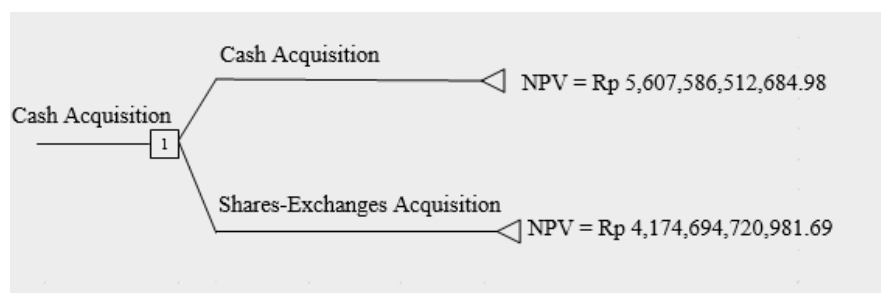 Cash Acquisition
NPV = Rp 5,607,586,512,684.98
Cash Acquisition
1
Shares-Exchanges Acquisition
NPV = Rp 4,174,694,720,981.69